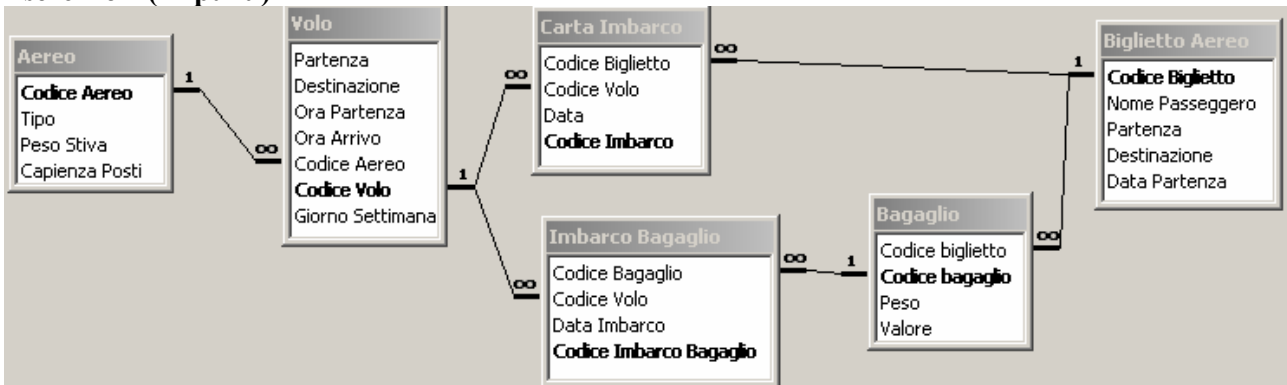 Aereo
Codice Aereo
Tipo
Peso Stiva
Capienza Posti
1
∞
Volo
Partenza
Destinazione
Ora Partenza
Ora Arrivo
Codice Aereo
Codice Volo
Giorno Settimana
1
∞
∞
Carta Imbarco
Codice Biglietto
Codice Volo
Data
Codice Imbarco
∞
1
Imbarco Bagaglio
Codice Bagaglio
Codice Volo
Data Imbarco
Codice Imbarco Bagaglio
∞
1
Bagaglio
Codice biglietto
Codice bagaglio
Peso
Valore
∞
Biglietto Aereo
Codice Biglietto
Nome Passeggero
Partenza
Destinazione
Data Partenza